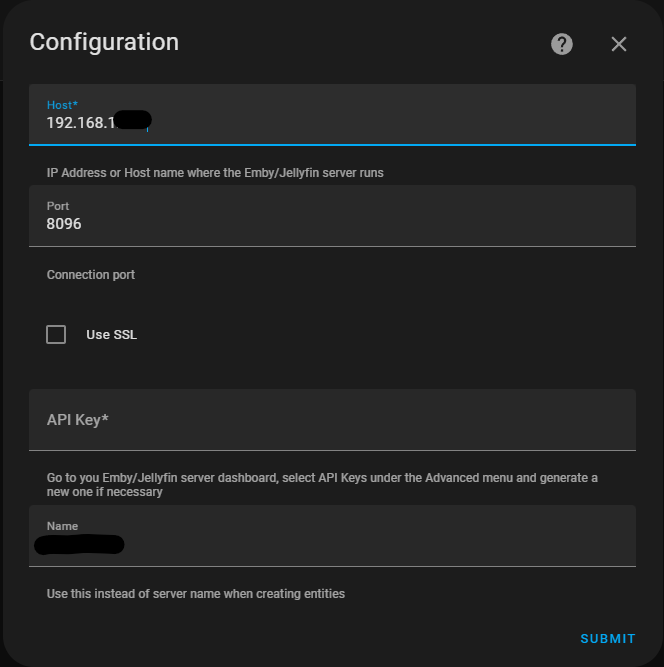 Configuration
Host*
192.168.1
IP Address or Host name where the Emby/Jellyfin server runs
Port
8096
Connection port
Use SSL
API Key*
Go to you Emby/Jellyfin server dashboard, select API Keys under the Advanced menu and generate a
new one if necessary
Name
Use this instead of server name when creating entities
SUBMIT